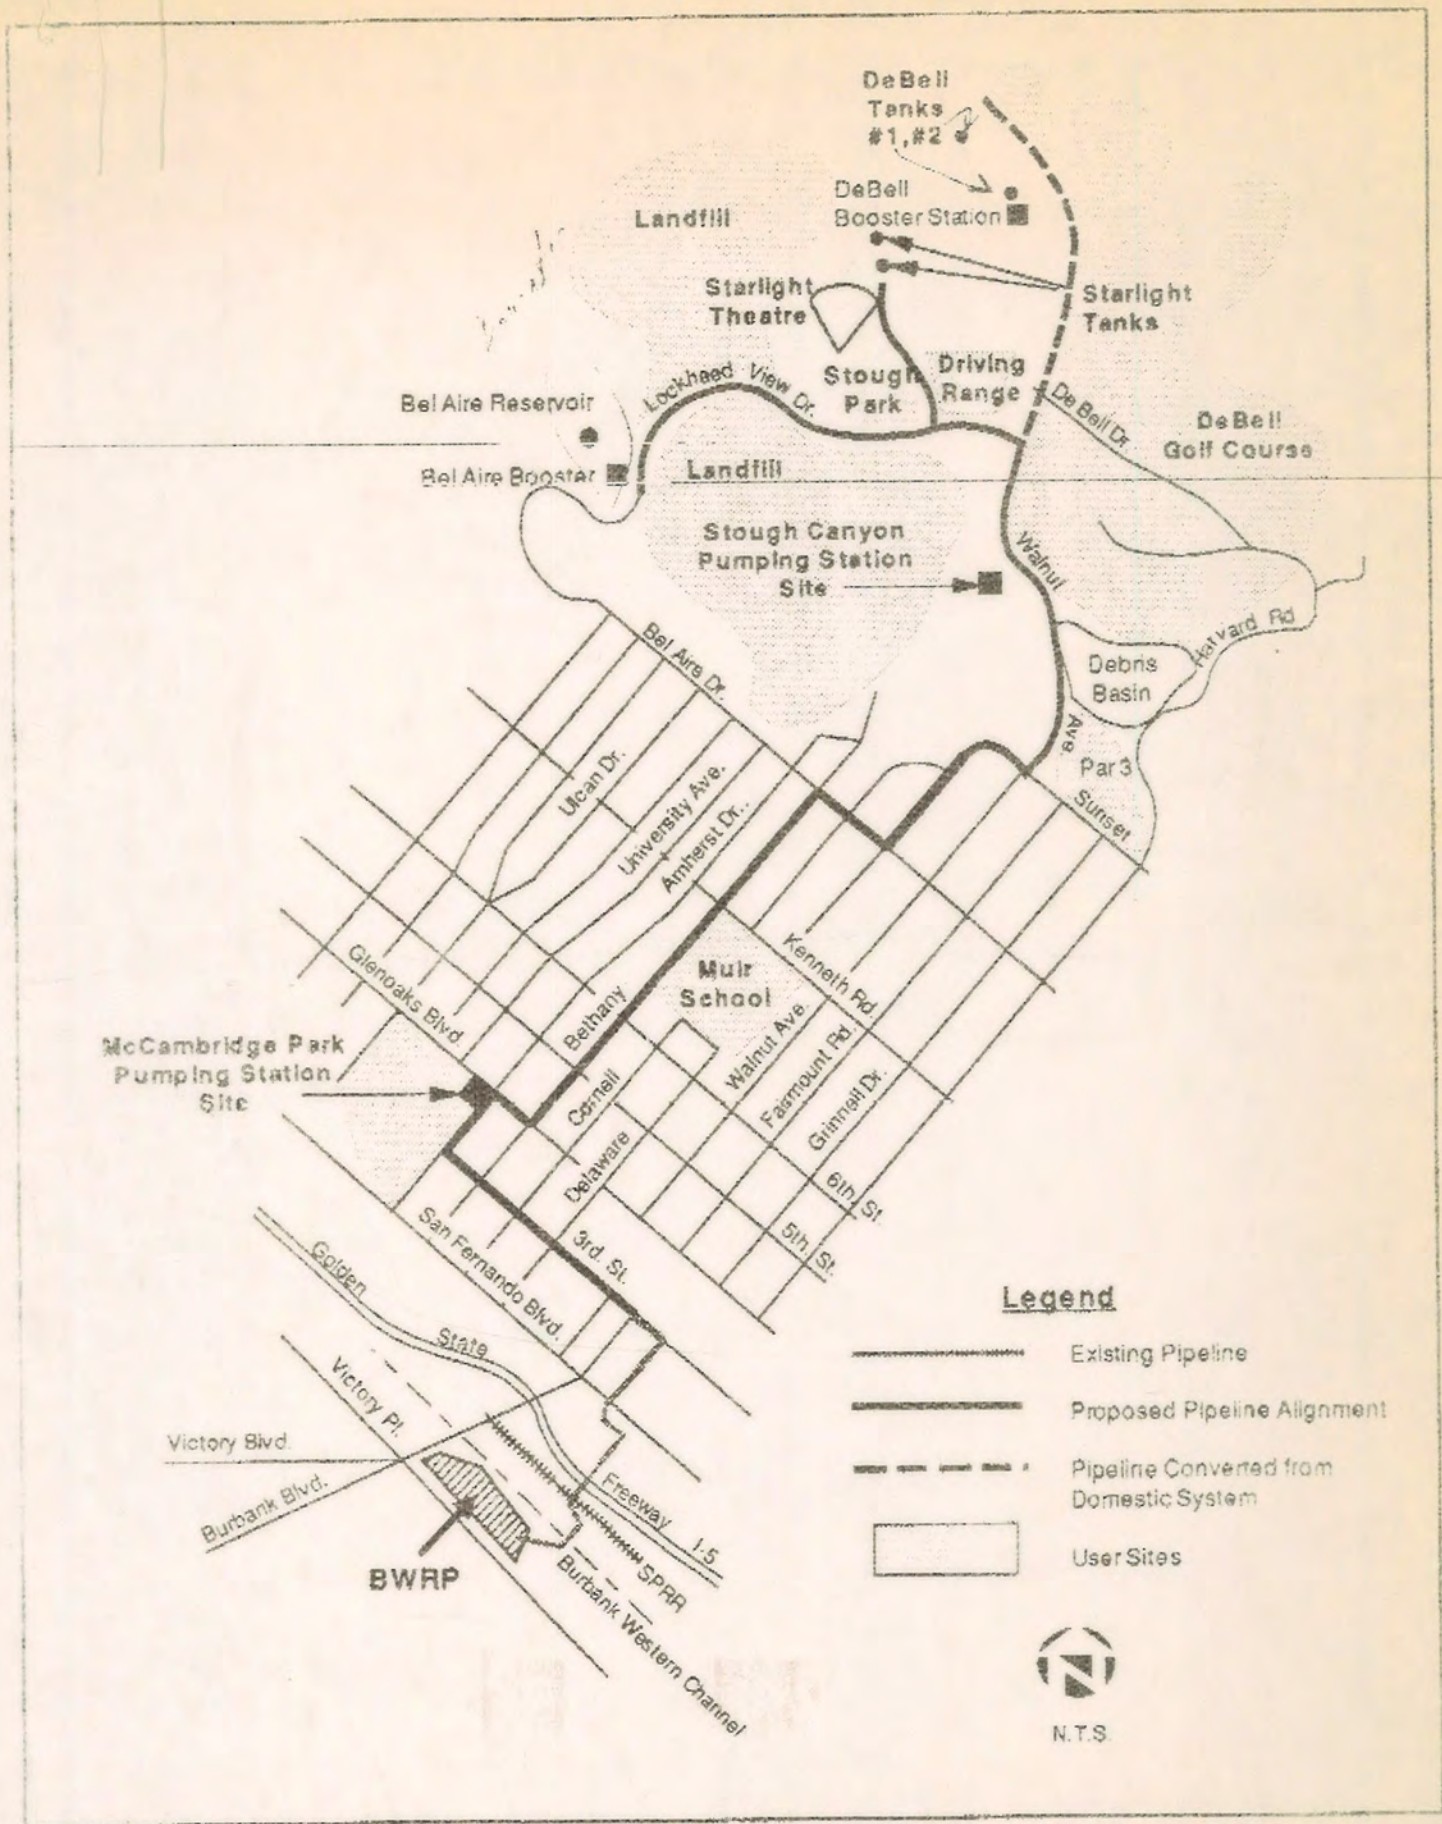 DeBell
Tanks
#1,#2
DeBell
Booster Station
Landfill
Starlight
Theatre
Starlight
Tanks
Stough
Park
Driving
Range
Lockheed View Dr.
De Bell Dr.
DeBell
Golf Course
Bel Aire Reservoir
Bel Aire Booster
Landfill
Stough Canyon
Pumping Station
Site
Walnut
Harvard Rd
Debris
Basin
Ave.
Par 3
Sunset
Bel Aire Dr.
Ulcan Dr.
University Ave.
Amherst Dr..
Kenneth Rd.
Muir
School
Glenoaks Blvd.
Bethany
Walnut Ave.
Fairmount Rd.
Grinnell Dr.
McCambridge Park
Pumping Station
Site
Cornell
Delaware
6th. St.
5th. St.
3rd. St.
San Fernando Blvd.
Golden
State
Freeway
I-5
Victory Pl.
Victory Blvd.
Burbank Blvd.
BWRP
SPRR
Burbank Western Channel
Legend
Existing Pipeline
Proposed Pipeline Alignment
Pipeline Converted from
Domestic System
User Sites
N
N.T.S.